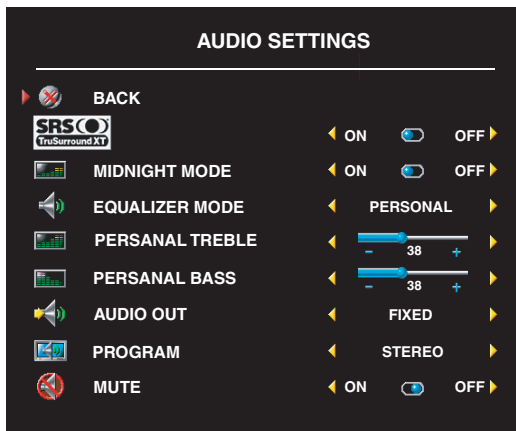 AUDIO SETTINGS
BACK
SRS
TruSurround XT
ON OFF
MIDNIGHT MODE ON OFF
EQUALIZER MODE PERSONAL
PERSANAL TREBLE - 38 +
PERSANAL BASS - 38 +
AUDIO OUT FIXED
PROGRAM STEREO
MUTE ON OFF